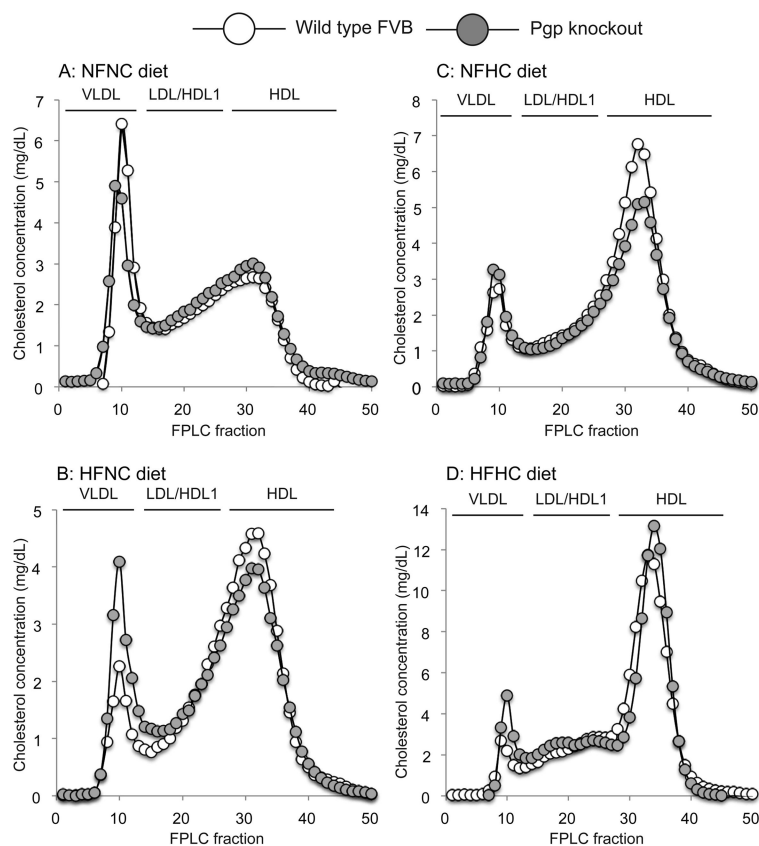 Wild type FVB Pgp knockout
A: NFNC diet
VLDL LDL/HDL1 HDL
Cholesterol concentration (mg/dL)
7
6
5
4
3
2
1
0
0 10 20 30 40 50
FPLC fraction
C: NFHC diet
VLDL LDL/HDL1 HDL
Cholesterol concentration (mg/dL)
8
7
6
5
4
3
2
1
0
0 10 20 30 40 50
FPLC fraction
B: HFNC diet
VLDL LDL/HDL1 HDL
Cholesterol concentration (mg/dL)
5
4
3
2
1
0
0 10 20 30 40 50
FPLC fraction
D: HFHC diet
VLDL LDL/HDL1 HDL
Cholesterol concentration (mg/dL)
14
12
10
8
6
4
2
0
0 10 20 30 40 50
FPLC fraction